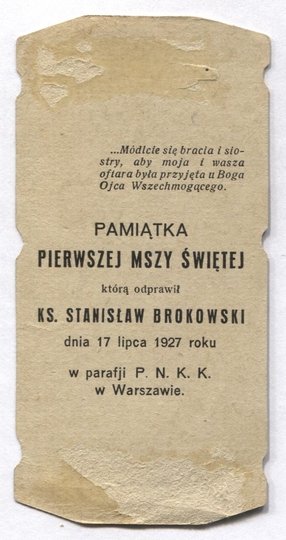 ...Módlcie się bracia i sio-
stry, aby moja i wasza
ofiara była przyjęta u Boga
Ojca Wszechmogącego.
PAMIĄTKA
PIERWSZEJ MSZY ŚWIĘTEJ
którą odprawił
KS. STANISŁAW BROKOWSKI
dnia 17 lipca 1927 roku
w parafji P. N. K. K.
w Warszawie.